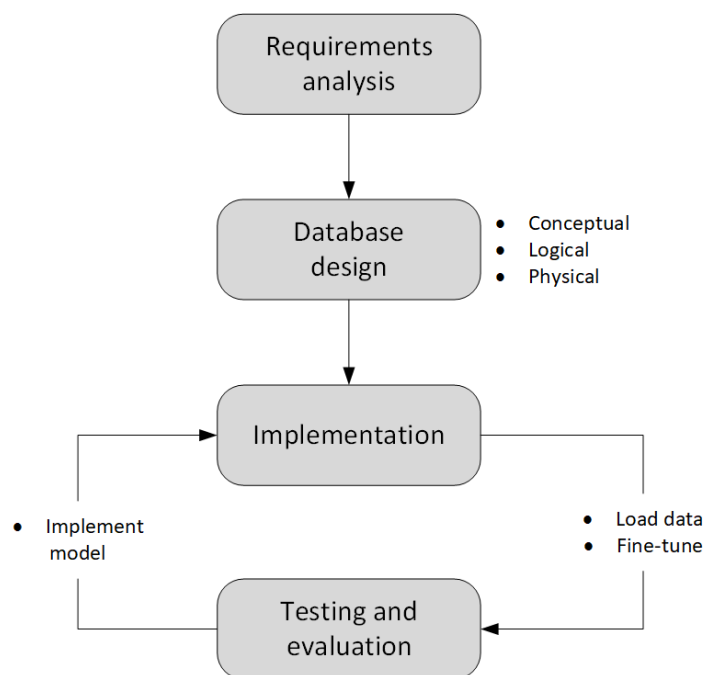 Requirements
analysis
Database
design
• Conceptual
• Logical
• Physical
Implementation
• Implement
model
• Load data
• Fine-tune
Testing and
evaluation